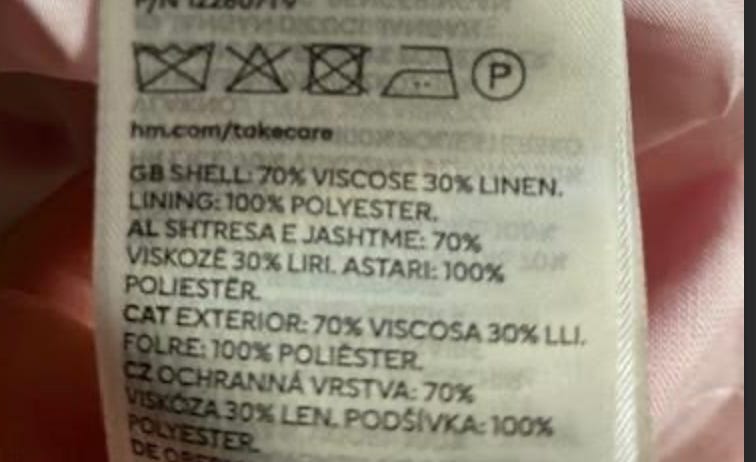 P/N 12280719
P
hm.com/takecare
GB SHELL: 70% VISCOSE 30% LINEN.
LINING: 100% POLYESTER.
AL SHTRESA E JASHTME: 70%
VISKOZË 30% LIRI. ASTARI: 100%
POLIESTËR.
CAT EXTERIOR: 70% VISCOSA 30% LLI.
FOLRE: 100% POLIÈSTER.
CZ OCHRANNÁ VRSTVA: 70%
VISKÓZA 30% LEN. PODŠÍVKA: 100%
POLYESTER.